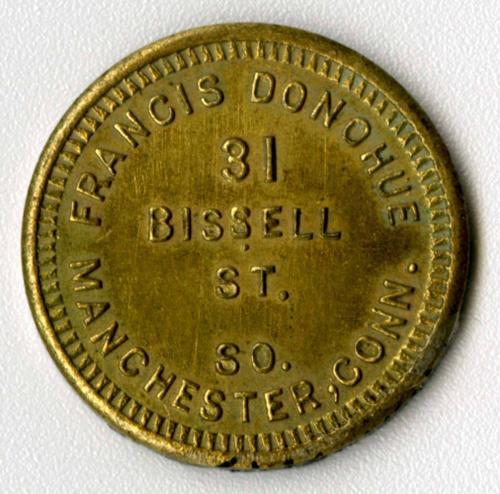 FRANCIS DONOHUE
31
BISSELL
ST.
SO.
MANCHESTER, CONN.